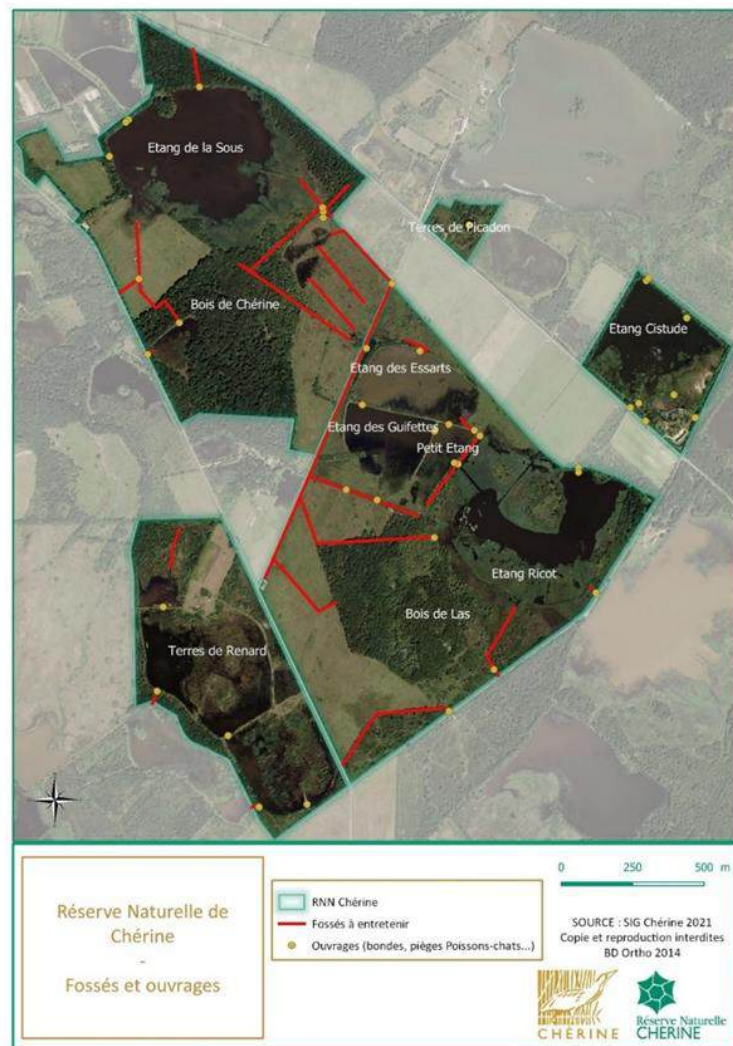 Etang de la Sous
Terres de Picadon
Bois de Chérine
Etang Cistude
Etang des Essarts
Etang des Guifettes
Petit Etang
Etang Ricot
Bois de Las
Terres de Renard
Réserve Naturelle de
Chérine
-
Fossés et ouvrages
RNN Chérine
Fossés à entretenir
Ouvrages (bondes, pièges Poissons-chats...)
0 250 500 m
SOURCE : SIG Chérine 2021
Copie et reproduction interdites
BD Ortho 2014
CHÉRINE
Réserve Naturelle
CHERINE